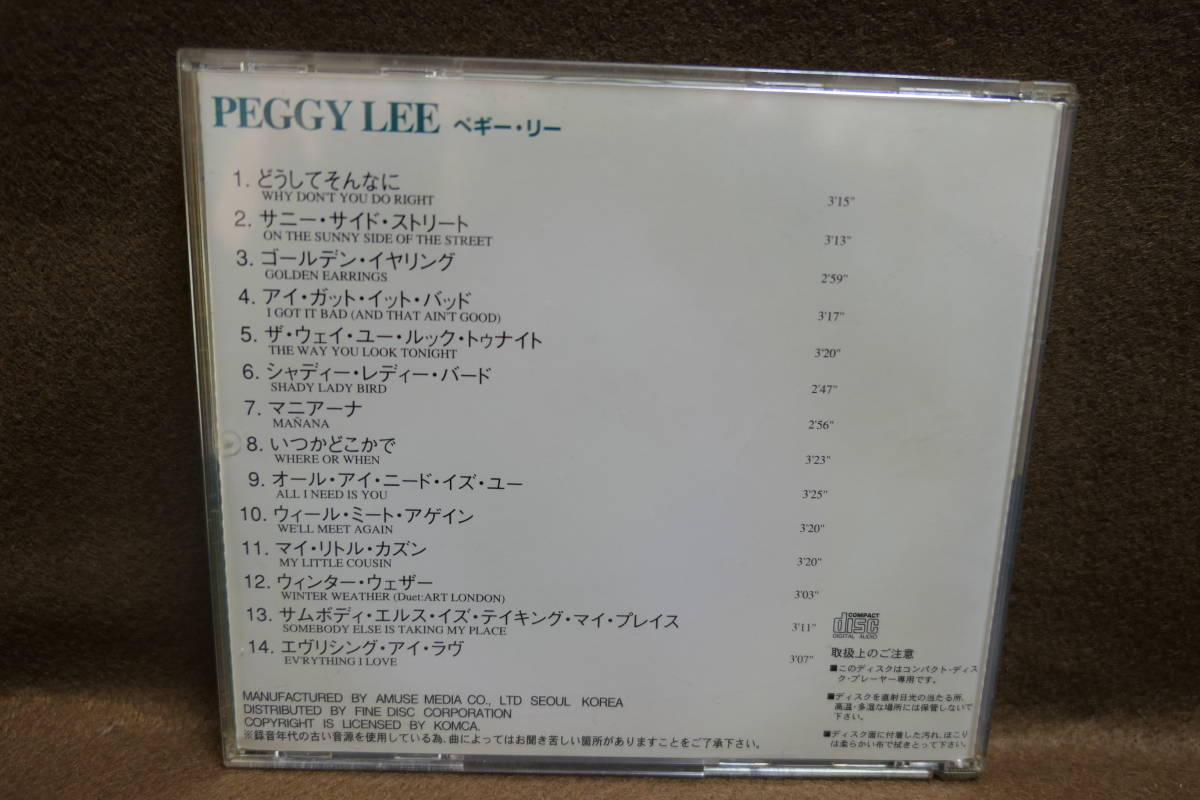 PEGGY LEE ペギー・リー
1. どうしてそんなに
WHY DON'T YOU DO RIGHT 3'15"
2. サニー・サイド・ストリート
ON THE SUNNY SIDE OF THE STREET 3'13"
3. ゴールデン・イヤリング
GOLDEN EARRINGS 2'59"
4. アイ・ガット・イット・バッド
I GOT IT BAD (AND THAT AIN'T GOOD) 3'17"
5. ザ・ウェイ・ユー・ルック・トゥナイト
THE WAY YOU LOOK TONIGHT 3'20"
6. シャディー・レディー・バード
SHADY LADY BIRD 2'47"
7. マニアーナ
MAÑANA 2'56"
8. いつかどこかで
WHERE OR WHEN 3'23"
9. オール・アイ・ニード・イズ・ユー
ALL I NEED IS YOU 3'25"
10. ウィール・ミート・アゲイン
WE'LL MEET AGAIN 3'20"
11. マイ・リトル・カズン
MY LITTLE COUSIN 3'20"
12. ウィンター・ウェザー
WINTER WEATHER (Duet:ART LONDON) 3'03"
13. サムボディ・エルス・イズ・テイキング・マイ・プレイス
SOMEBODY ELSE IS TAKING MY PLACE 3'11"
14. エヴリシング・アイ・ラヴ
EV'RYTHING I LOVE 3'07"
MANUFACTURED BY AMUSE MEDIA CO., LTD SEOUL KOREA
DISTRIBUTED BY FINE DISC CORPORATION
COPYRIGHT IS LICENSED BY KOMCA.
※録音年代の古い音源を使用している為、曲によってはお聞き苦しい箇所がありますことをご了承下さい。
COMPACT
disc
DIGITAL AUDIO
取扱上のご注意
■このディスクはコンパクト・ディス
ク・プレーヤー専用です。
■ディスクを直射日光の当たる所、
高温・多湿な場所には保管しないで
下さい。
■ディスク面に付着した汚れ、ほこり
は柔らかい布で拭きとって下さい。